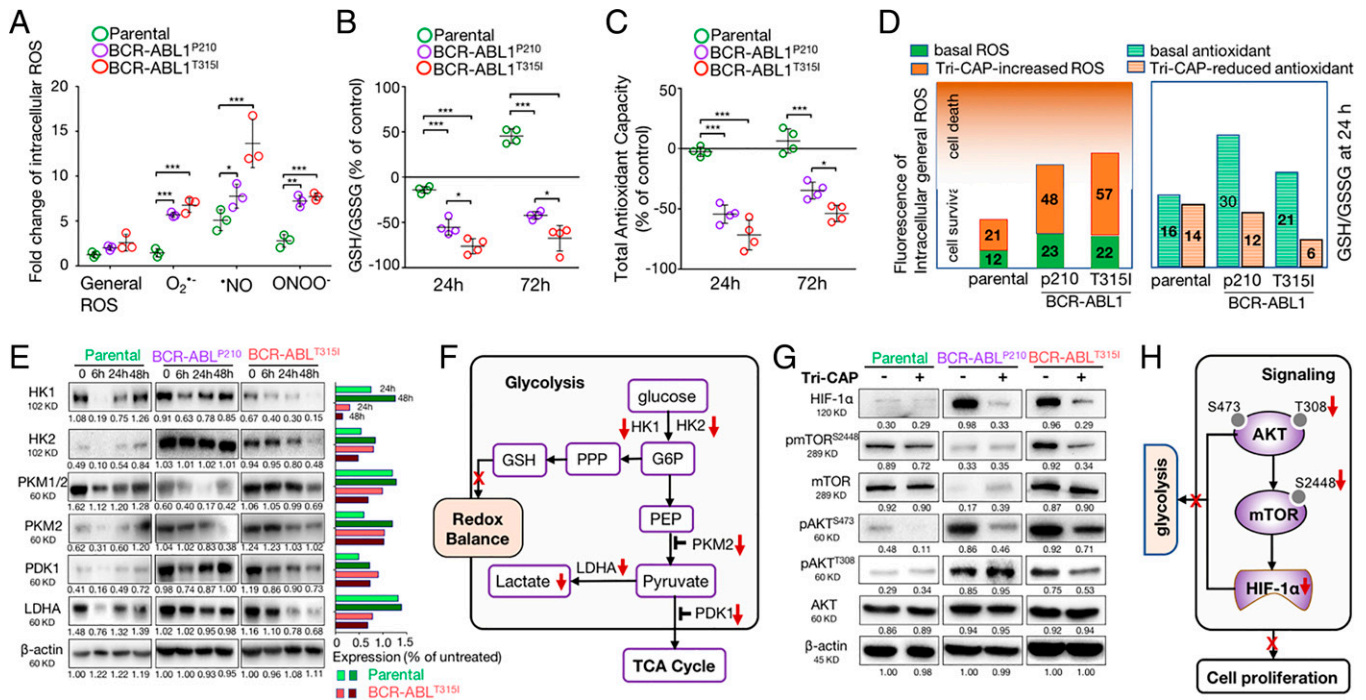 A
Parental
BCR-ABL1P210
BCR-ABL1T315I
Fold change of intracellular ROS
20
15
10
5
0
*** *** * *** *** ** ***
General ROS
O2•-
•NO
ONOO-
B
Parental
BCR-ABL1P210
BCR-ABL1T315I
GSH/GSSG (% of control)
100
50
0
-50
-100
*** *** * *** *
24h 72h
C
Parental
BCR-ABL1P210
BCR-ABL1T315I
Total Antioxidant Capacity
(% of control)
100
50
0
-50
-100
*** *** *** *
24h 72h
D
basal ROS
Tri-CAP-increased ROS
basal antioxidant
Tri-CAP-reduced antioxidant
Fluorescence of
Intracellular general ROS
cell death
cell surviva
21 48 57
12 23 22
parental p210 T315I
BCR-ABL1
16 14 30 12 21 6
parental p210 T315I
BCR-ABL1
GSH/GSSG at 24 h
E
Parental BCR-ABLP210 BCR-ABLT315I
0 6h 24h 48h 0 6h 24h 48h 0 6h 24h 48h
HK1
102 KD
1.08 0.19 0.75 1.26 0.91 0.63 0.78 0.85 0.67 0.40 0.30 0.15
HK2
102 KD
0.49 0.10 0.54 0.84 1.03 1.01 1.02 1.01 0.94 0.95 0.80 0.48
PKM1/2
60 KD
1.62 1.12 1.20 1.28 0.60 0.40 0.17 0.42 1.06 1.05 0.99 0.69
PKM2
60 KD
0.62 0.31 0.60 1.20 1.04 1.02 0.83 0.38 1.24 1.23 1.03 1.02
PDK1
60 KD
0.41 0.16 0.49 0.72 0.98 0.74 0.87 1.00 1.19 0.86 0.90 0.73
LDHA
60 KD
1.48 0.76 1.32 1.39 1.02 1.02 0.95 0.98 1.16 1.10 0.78 0.68
β-actin
60 KD
1.00 1.22 1.22 1.19 1.00 0.92 0.94 0.95 1.00 0.96 1.08 1.11
24h
48h
24h
48h
0.5 1.0 1.5
Expression (% of untreated)
Parental
BCR-ABLT315I
F
Glycolysis
glucose
HK1 HK2
GSH PPP G6P
Redox
Balance
PEP
PKM2
LDHA
Lactate Pyruvate
PDK1
TCA Cycle
G
Parental BCR-ABLP210 BCR-ABLT315I
Tri-CAP - + - + - +
HIF-1α
120 KD
0.30 0.29 0.98 0.33 0.96 0.29
pmTORS2448
289 KD
0.89 0.72 0.33 0.35 0.92 0.34
mTOR
289 KD
0.92 0.90 0.17 0.39 0.87 0.90
pAKTS473
60 KD
0.48 0.11 0.86 0.46 0.92 0.71
pAKTT308
60 KD
0.29 0.34 0.85 0.95 0.75 0.53
AKT
60 KD
0.86 0.89 0.94 0.95 0.92 0.94
β-actin
45 KD
1.00 0.98 1.00 0.99 1.00 1.00
H
Signaling
S473 T308
AKT
S2448
mTOR
HIF-1α
glycolysis
Cell proliferation